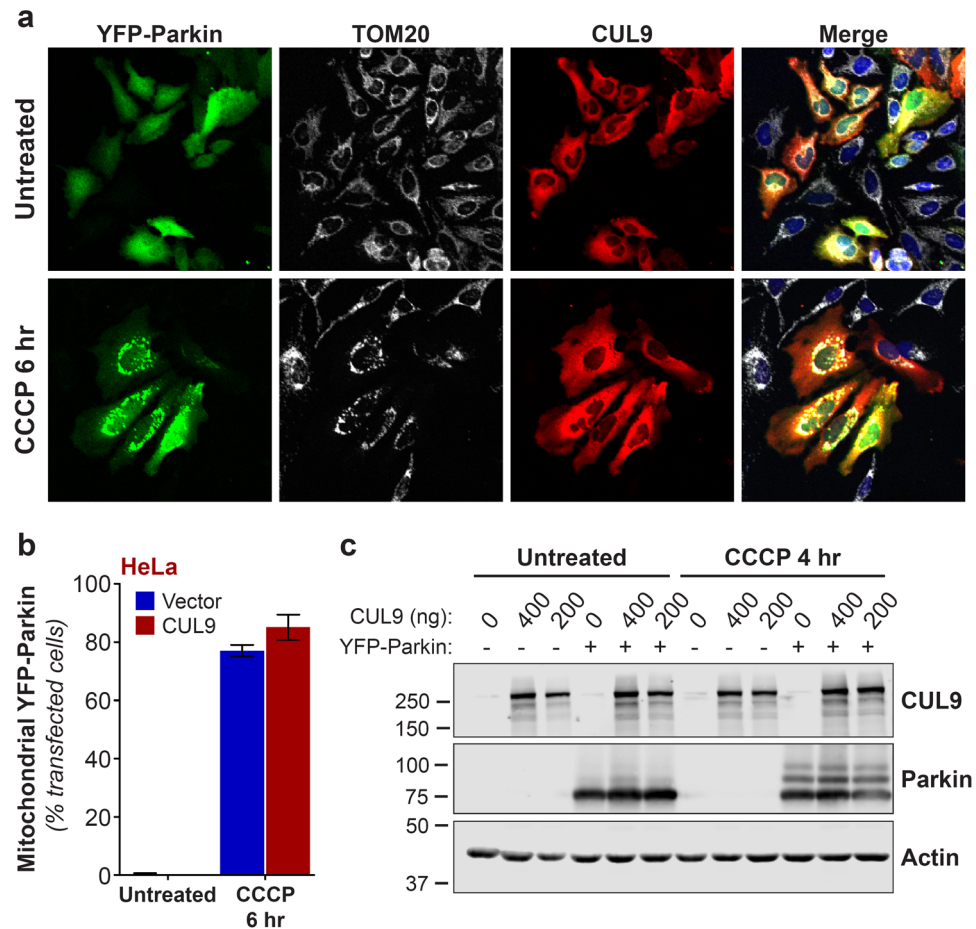 a
YFP-Parkin TOM20 CUL9 Merge
Untreated
CCCP 6 hr
b
HeLa
Vector
CUL9
Mitochondrial YFP-Parkin
(% transfected cells)
100
80
60
40
20
0
Untreated CCCP
6 hr
c
Untreated CCCP 4 hr
CUL9 (ng): 0 400 200 0 400 200 0 400 200 0 400 200
YFP-Parkin: - - - + + + - - - + + +
250
150
CUL9
100
75
Parkin
50
37
Actin